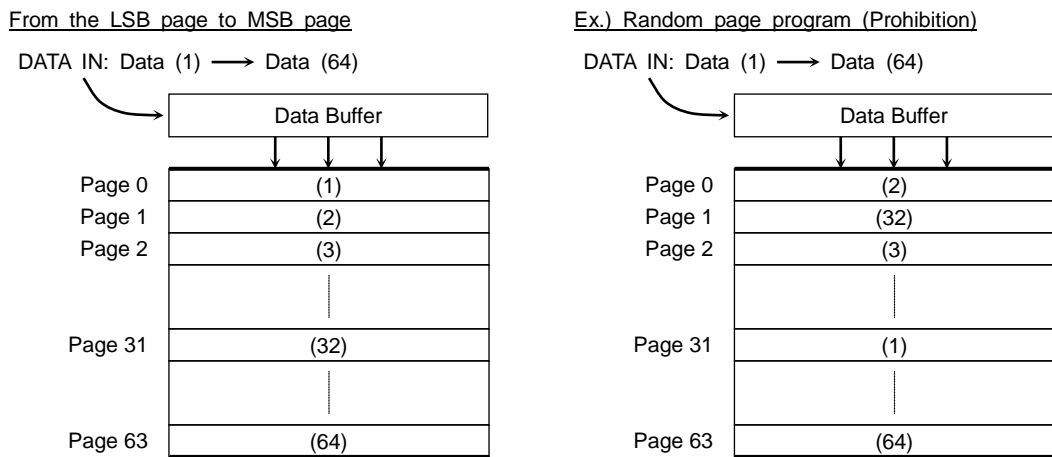 From the LSB page to MSB page
DATA IN: Data (1) → Data (64)
Data Buffer
Page 0 (1)
Page 1 (2)
Page 2 (3)
Page 31 (32)
Page 63 (64)
Ex.) Random page program (Prohibition)
DATA IN: Data (1) → Data (64)
Data Buffer
Page 0 (2)
Page 1 (32)
Page 2 (3)
Page 31 (1)
Page 63 (64)